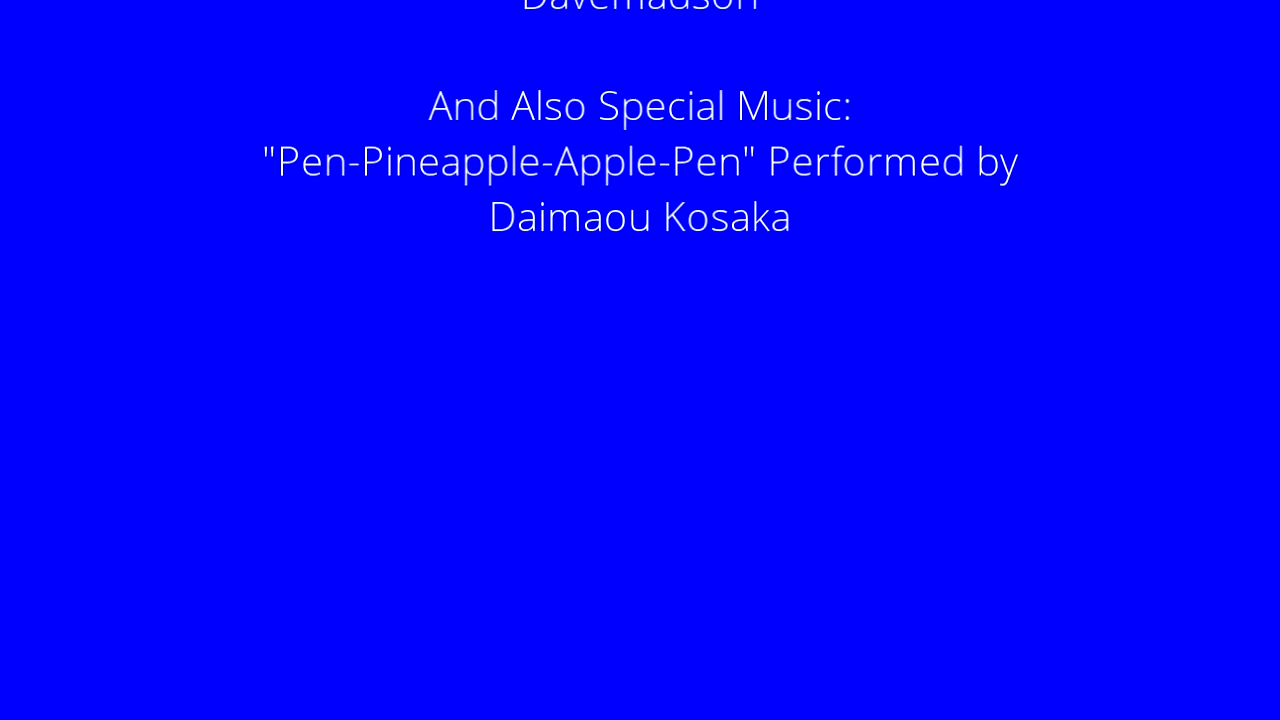 And Also Special Music:
"Pen-Pineapple-Apple-Pen" Performed by
Daimaou Kosaka